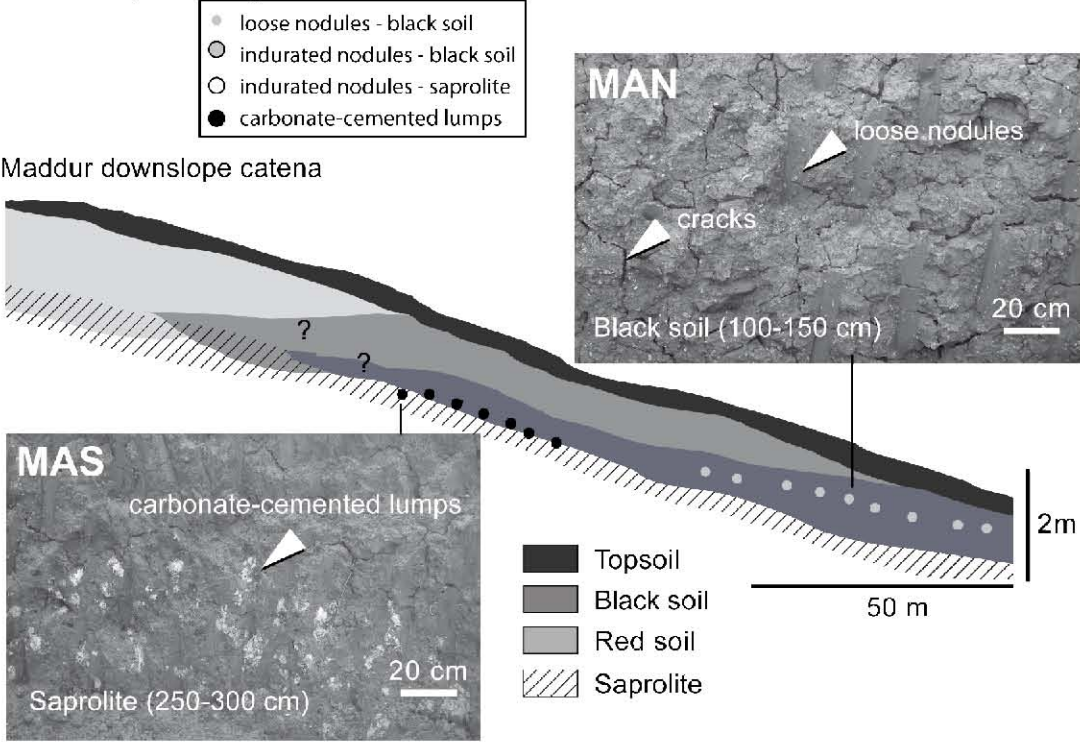 loose nodules - black soil
indurated nodules - black soil
indurated nodules - saprolite
carbonate-cemented lumps
Maddur downslope catena
MAN
loose nodules
cracks
20 cm
Black soil (100-150 cm)
?
?
MAS
carbonate-cemented lumps
20 cm
Saprolite (250-300 cm)
2m
50 m
Topsoil
Black soil
Red soil
Saprolite